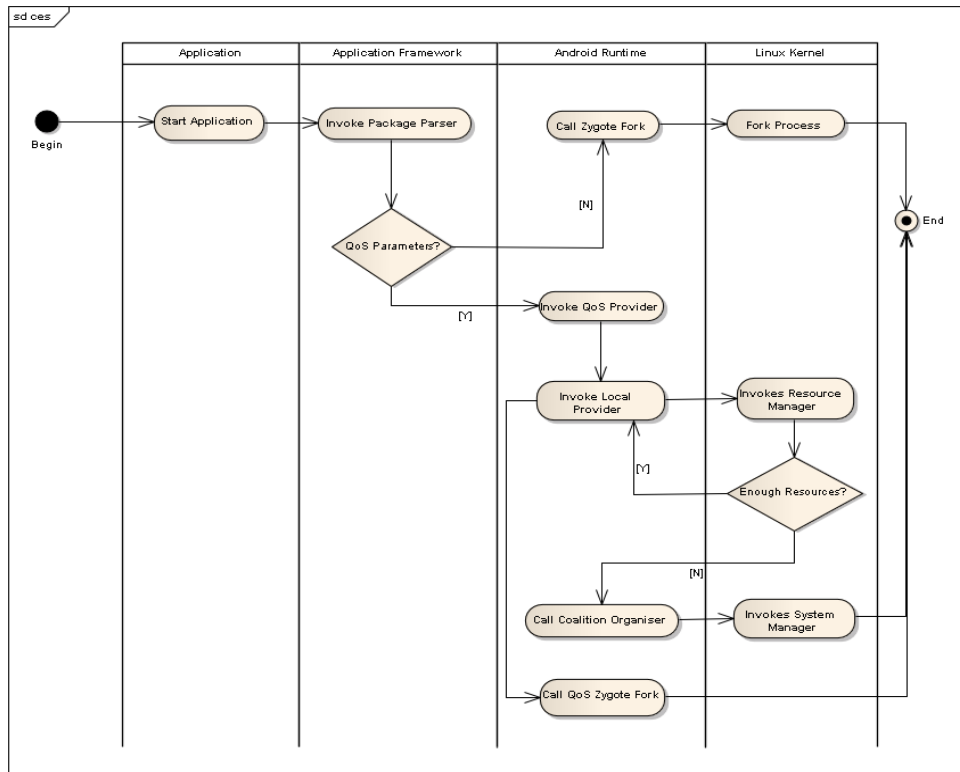 sd ces
Application
Application Framework
Android Runtime
Linux Kernel
Begin
Start Application
Invoke Package Parser
Call Zygote Fork
Fork Process
[N]
End
QoS Parameters?
[Y]
Invoke QoS Provider
Invoke Local
Provider
Invokes Resource
Manager
[Y]
Enough Resources?
[N]
Call Coalition Organiser
Invokes System
Manager
Call QoS Zygote Fork